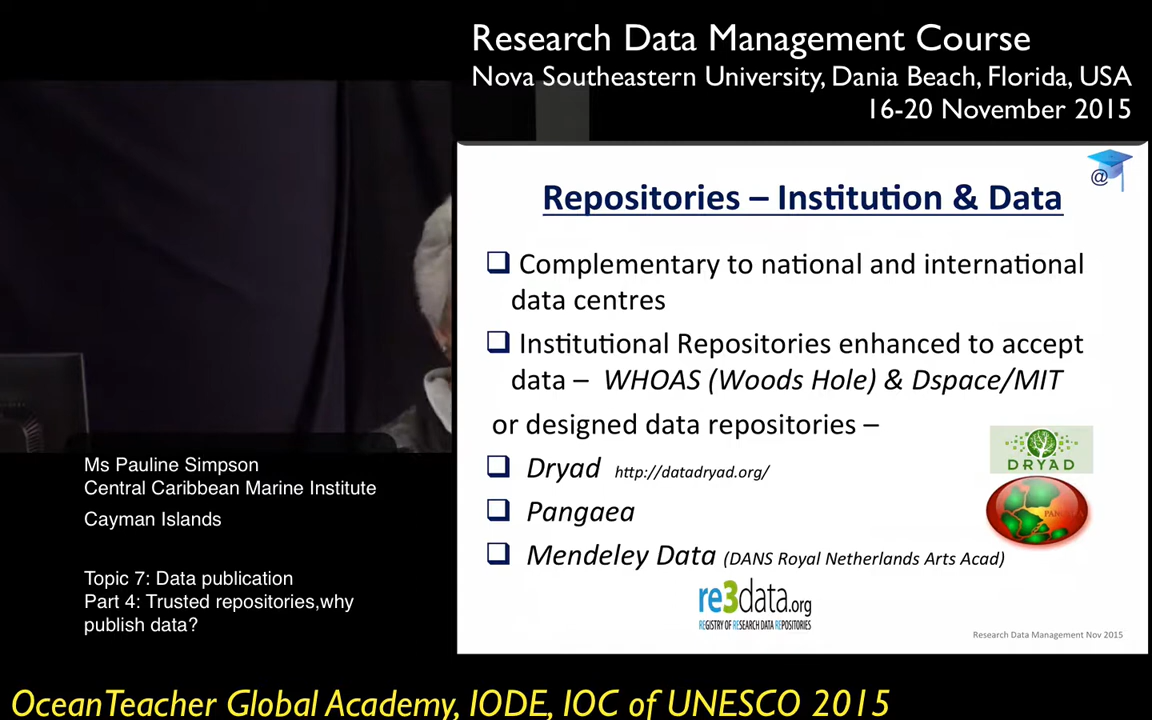 Research Data Management Course
Nova Southeastern University, Dania Beach, Florida, USA
16-20 November 2015
@
Repositories – Institution & Data
Complementary to national and international
data centres
Institutional Repositories enhanced to accept
data – WHOAS (Woods Hole) & Dspace/MIT
or designed data repositories –
Dryad http://datadryad.org/
DRYAD
Pangaea
PANGAEA
Mendeley Data (DANS Royal Netherlands Arts Acad)
re3data.org
REGISTRY OF RESEARCH DATA REPOSITORIES
Research Data Management Nov 2015
Ms Pauline Simpson
Central Caribbean Marine Institute
Cayman Islands
Topic 7: Data publication
Part 4: Trusted repositories,why
publish data?
OceanTeacher Global Academy, IODE, IOC of UNESCO 2015